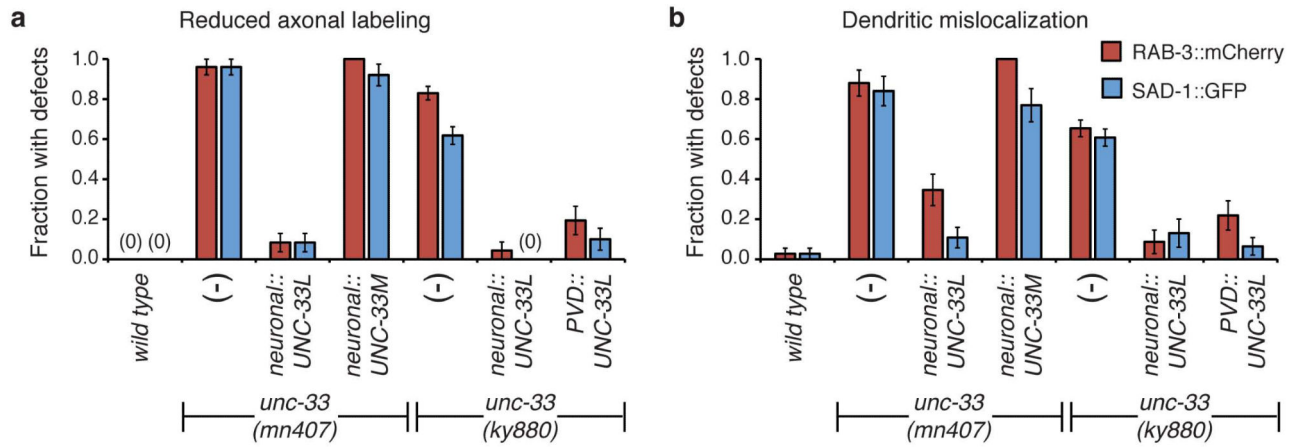 a Reduced axonal labeling
Fraction with defects
1.0
0.8
0.6
0.4
0.2
0.0
(0) (0)
(0)
wild type
(-)
neuronal::
UNC-33L
neuronal::
UNC-33M
(-)
neuronal::
UNC-33L
PVD::
UNC-33L
unc-33
(mn407)
unc-33
(ky880)
b Dendritic mislocalization
RAB-3::mCherry
SAD-1::GFP
Fraction with defects
1.0
0.8
0.6
0.4
0.2
0.0
wild type
(-)
neuronal::
UNC-33L
neuronal::
UNC-33M
(-)
neuronal::
UNC-33L
PVD::
UNC-33L
unc-33
(mn407)
unc-33
(ky880)